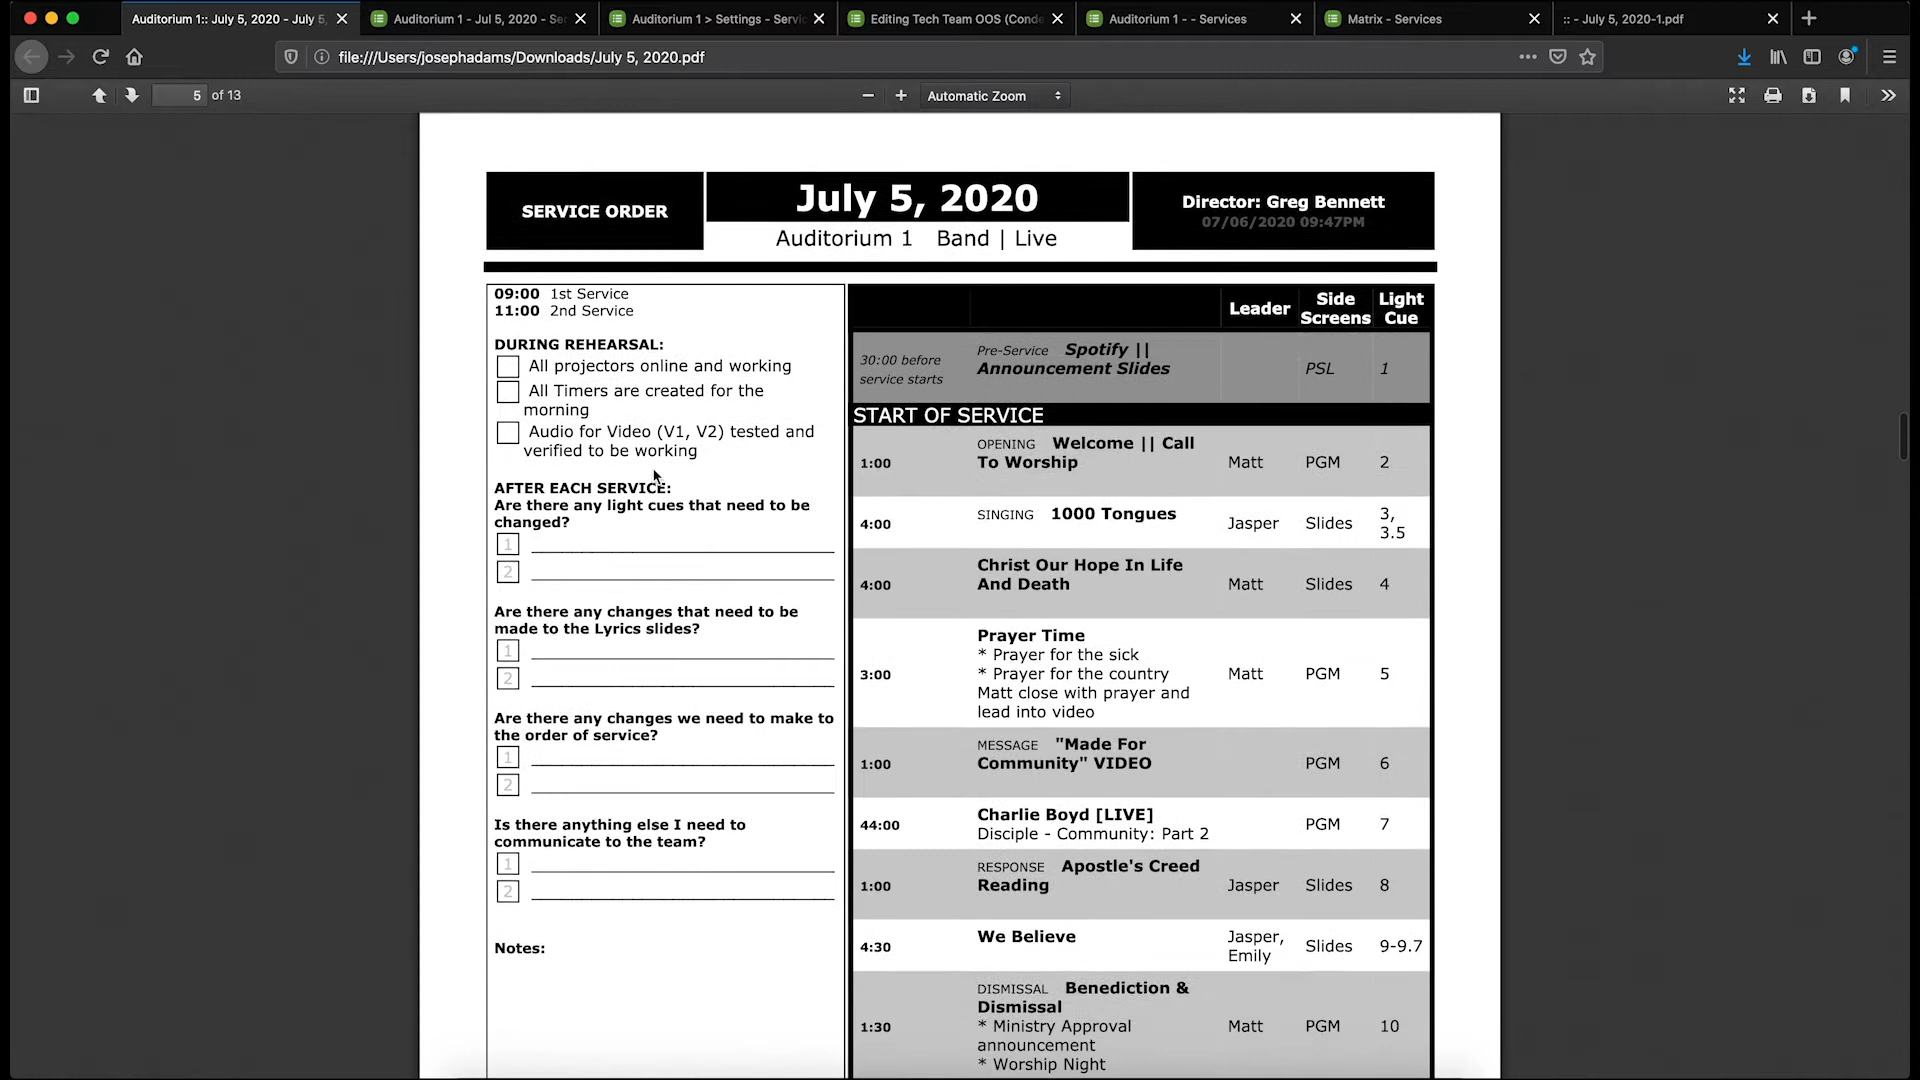 Auditorium 1:: July 5, 2020 - July 5,
Auditorium 1 - Jul 5, 2020 - Se
Auditorium 1 > Settings - Servic
Editing Tech Team OOS (Conde
Auditorium 1 - - Services
Matrix - Services
:: - July 5, 2020-1.pdf
file:///Users/josephadams/Downloads/July 5, 2020.pdf
5 of 13
Automatic Zoom
SERVICE ORDER
July 5, 2020
Auditorium 1 Band | Live
Director: Greg Bennett
07/06/2020 09:47PM
09:00 1st Service
11:00 2nd Service
DURING REHEARSAL:
All projectors online and working
All Timers are created for the
morning
Audio for Video (V1, V2) tested and
verified to be working
AFTER EACH SERVICE:
Are there any light cues that need to be
changed?
1
2
Are there any changes that need to be
made to the Lyrics slides?
1
2
Are there any changes we need to make to
the order of service?
1
2
Is there anything else I need to
communicate to the team?
1
2
Notes:
Leader
Side
Screens
Light
Cue
30:00 before
service starts
Pre-Service Spotify ||
Announcement Slides
PSL
1
START OF SERVICE
1:00
OPENING Welcome || Call
To Worship
Matt
PGM
2
4:00
SINGING 1000 Tongues
Jasper
Slides
3,
3.5
4:00
Christ Our Hope In Life
And Death
Matt
Slides
4
3:00
Prayer Time
* Prayer for the sick
* Prayer for the country
Matt close with prayer and
lead into video
Matt
PGM
5
1:00
MESSAGE "Made For
Community" VIDEO
PGM
6
44:00
Charlie Boyd [LIVE]
Disciple - Community: Part 2
PGM
7
1:00
RESPONSE Apostle's Creed
Reading
Jasper
Slides
8
4:30
We Believe
Jasper,
Emily
Slides
9-9.7
1:30
DISMISSAL Benediction &
Dismissal
* Ministry Approval
announcement
* Worship Night
Matt
PGM
10